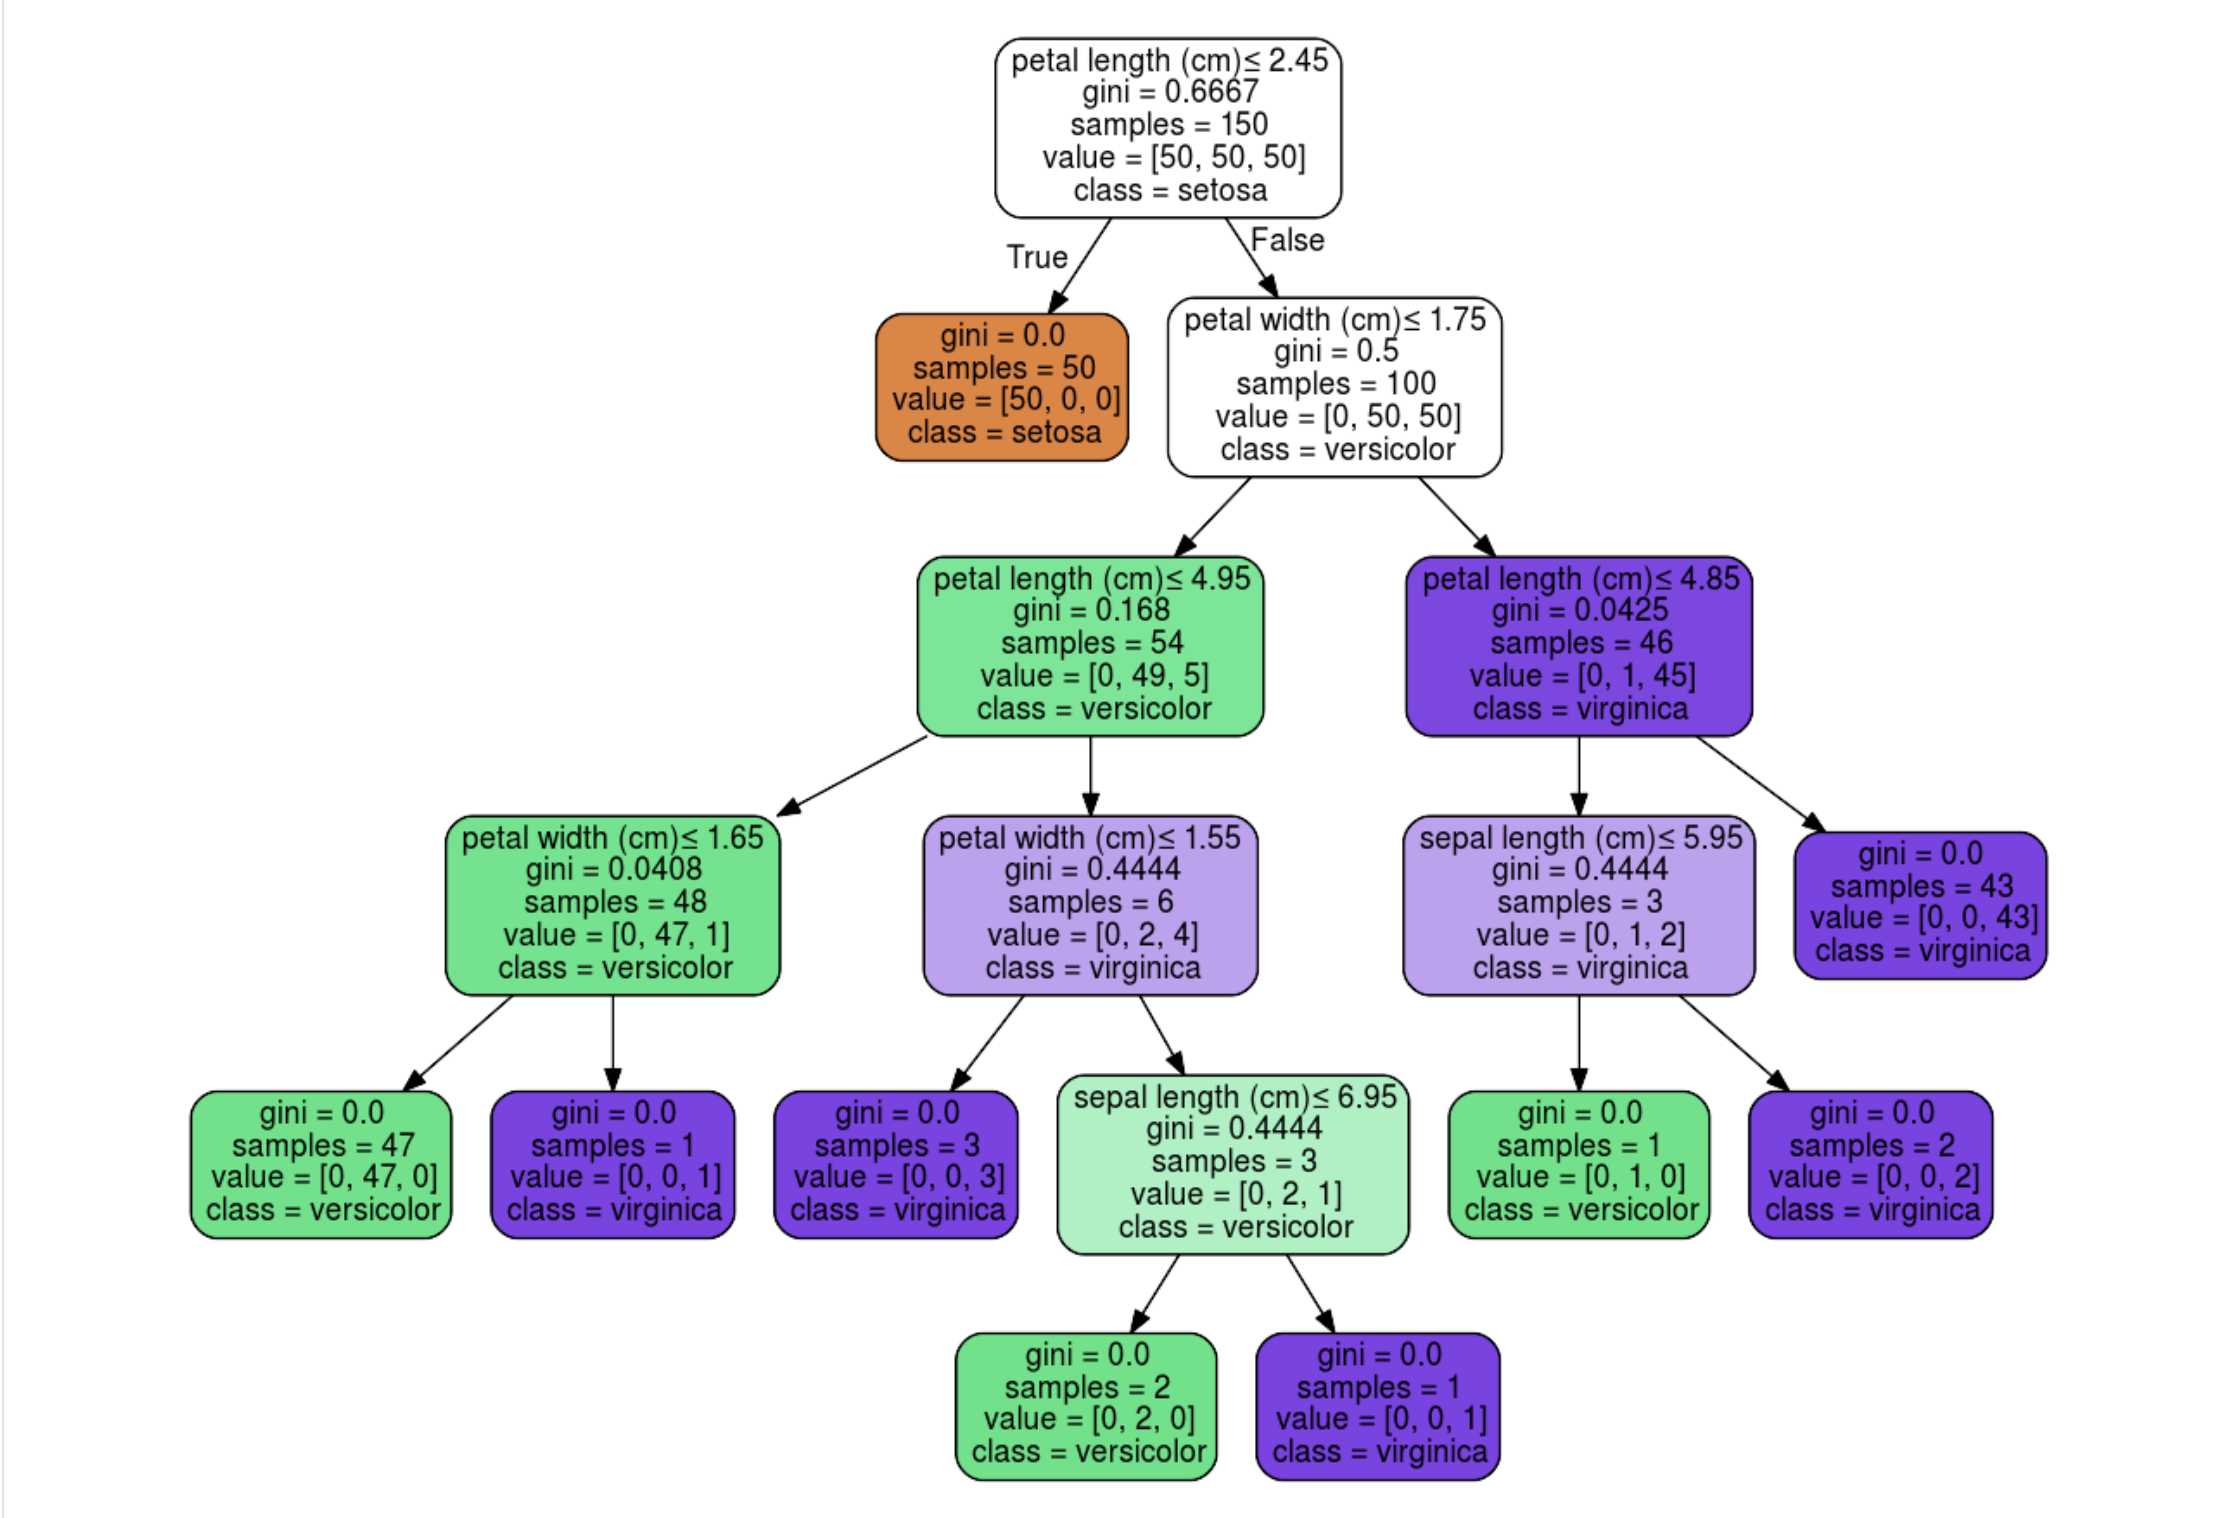 petal length (cm)≤ 2.45
gini = 0.6667
samples = 150
value = [50, 50, 50]
class = setosa
True
False
gini = 0.0
samples = 50
value = [50, 0, 0]
class = setosa
petal width (cm)≤ 1.75
gini = 0.5
samples = 100
value = [0, 50, 50]
class = versicolor
petal length (cm)≤ 4.95
gini = 0.168
samples = 54
value = [0, 49, 5]
class = versicolor
petal length (cm)≤ 4.85
gini = 0.0425
samples = 46
value = [0, 1, 45]
class = virginica
petal width (cm)≤ 1.65
gini = 0.0408
samples = 48
value = [0, 47, 1]
class = versicolor
petal width (cm)≤ 1.55
gini = 0.4444
samples = 6
value = [0, 2, 4]
class = virginica
sepal length (cm)≤ 5.95
gini = 0.4444
samples = 3
value = [0, 1, 2]
class = virginica
gini = 0.0
samples = 43
value = [0, 0, 43]
class = virginica
gini = 0.0
samples = 47
value = [0, 47, 0]
class = versicolor
gini = 0.0
samples = 1
value = [0, 0, 1]
class = virginica
gini = 0.0
samples = 3
value = [0, 0, 3]
class = virginica
sepal length (cm)≤ 6.95
gini = 0.4444
samples = 3
value = [0, 2, 1]
class = versicolor
gini = 0.0
samples = 1
value = [0, 1, 0]
class = versicolor
gini = 0.0
samples = 2
value = [0, 0, 2]
class = virginica
gini = 0.0
samples = 2
value = [0, 2, 0]
class = versicolor
gini = 0.0
samples = 1
value = [0, 0, 1]
class = virginica